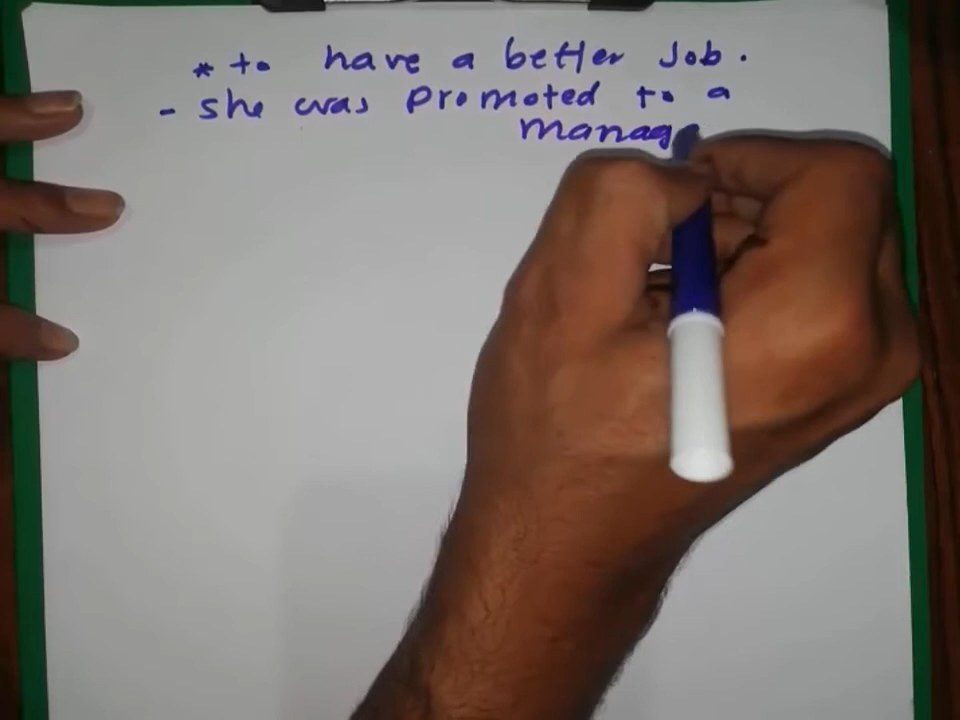 * to have a better Job.
- she was Promoted to a
manag